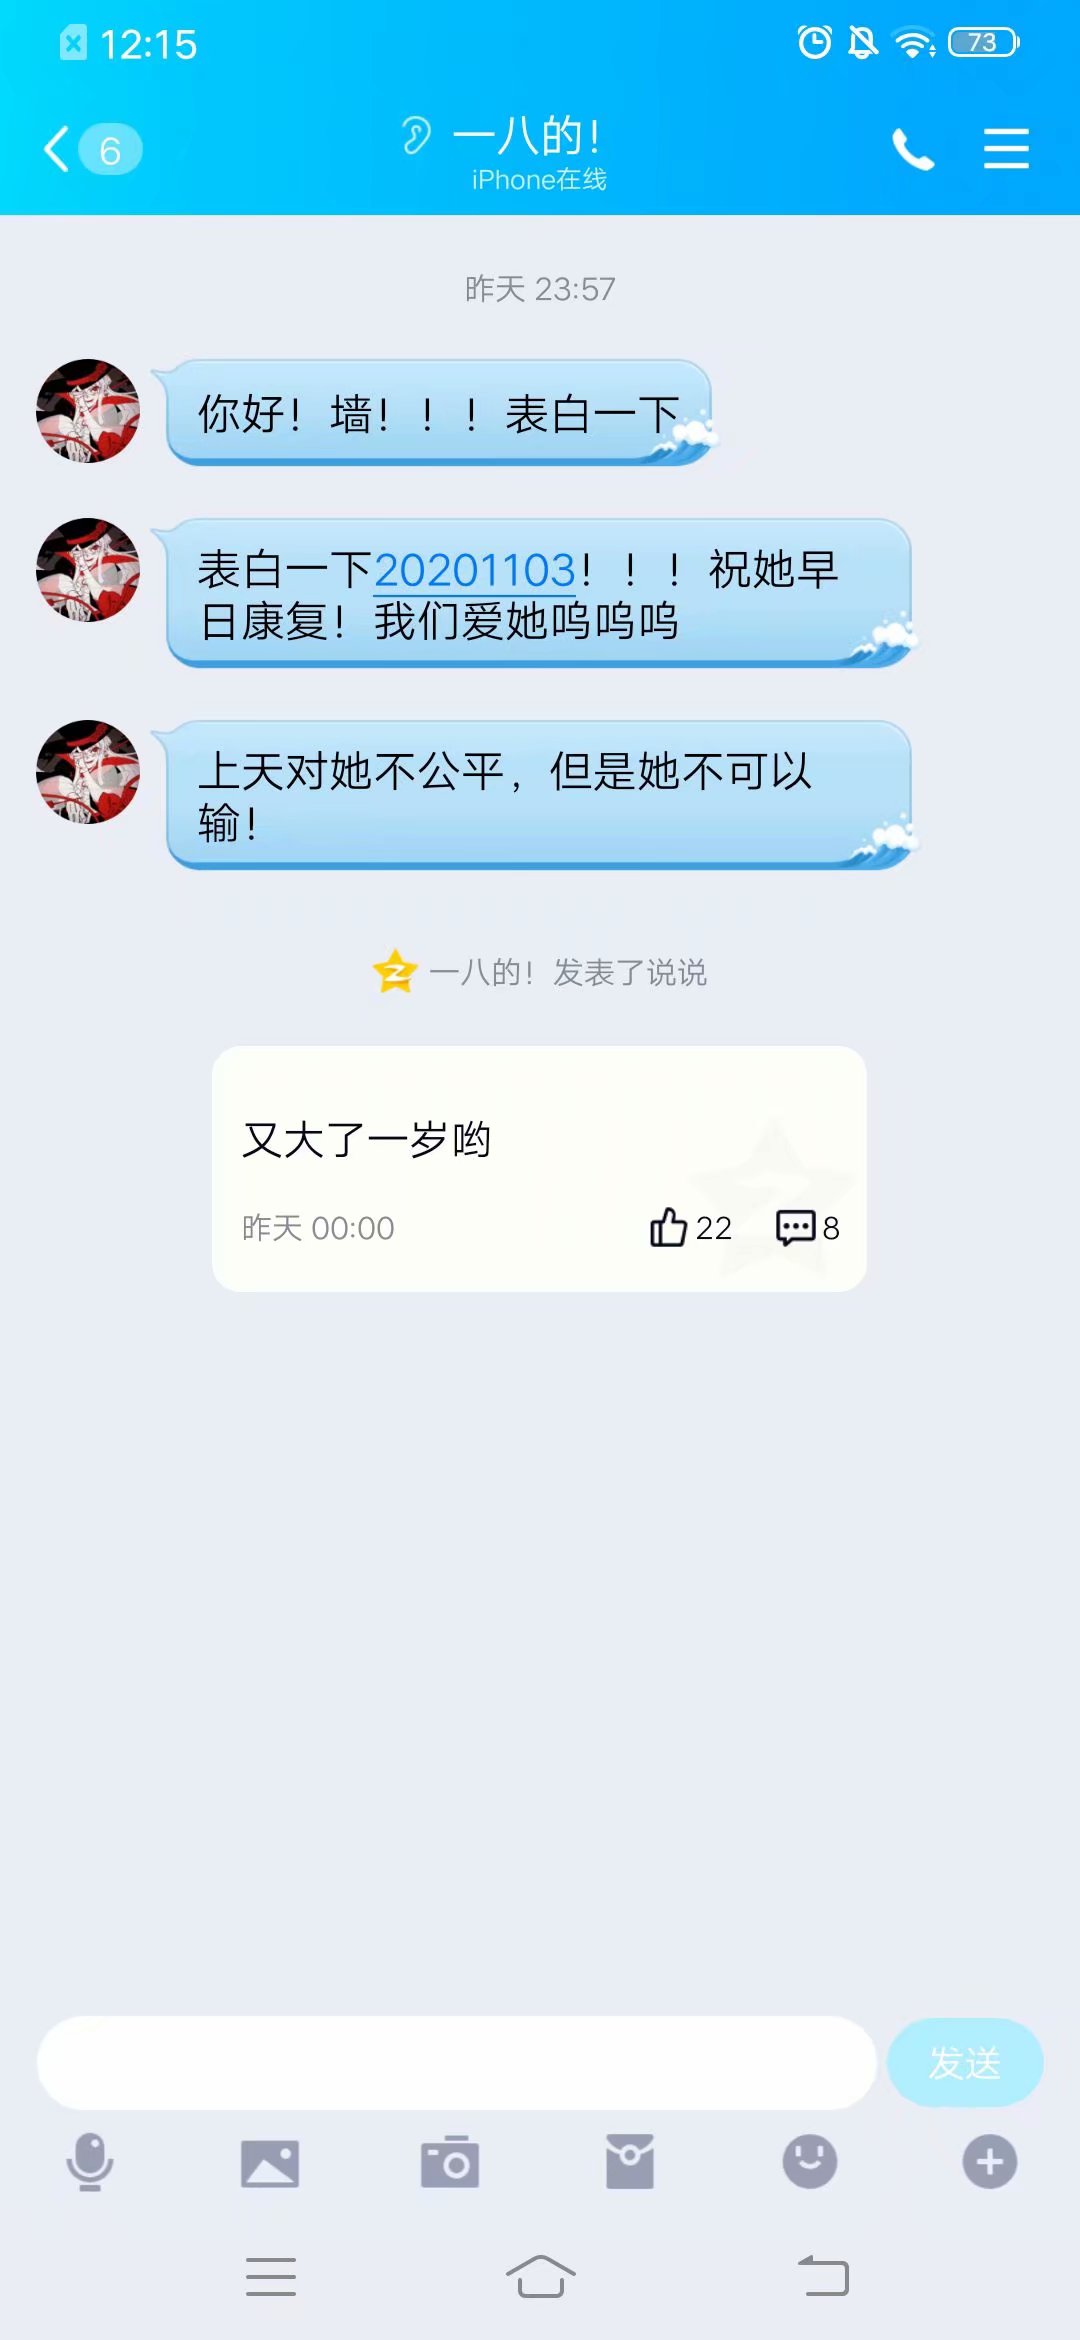 12:15
73
6
一八的！
iPhone在线
昨天 23:57
你好！墙！！！表白一下
表白一下20201103！！！祝她早
日康复！我们爱她呜呜呜
上天对她不公平，但是她不可以
输！
一八的！发表了说说
又大了一岁哟
昨天 00:00
22
8
发送